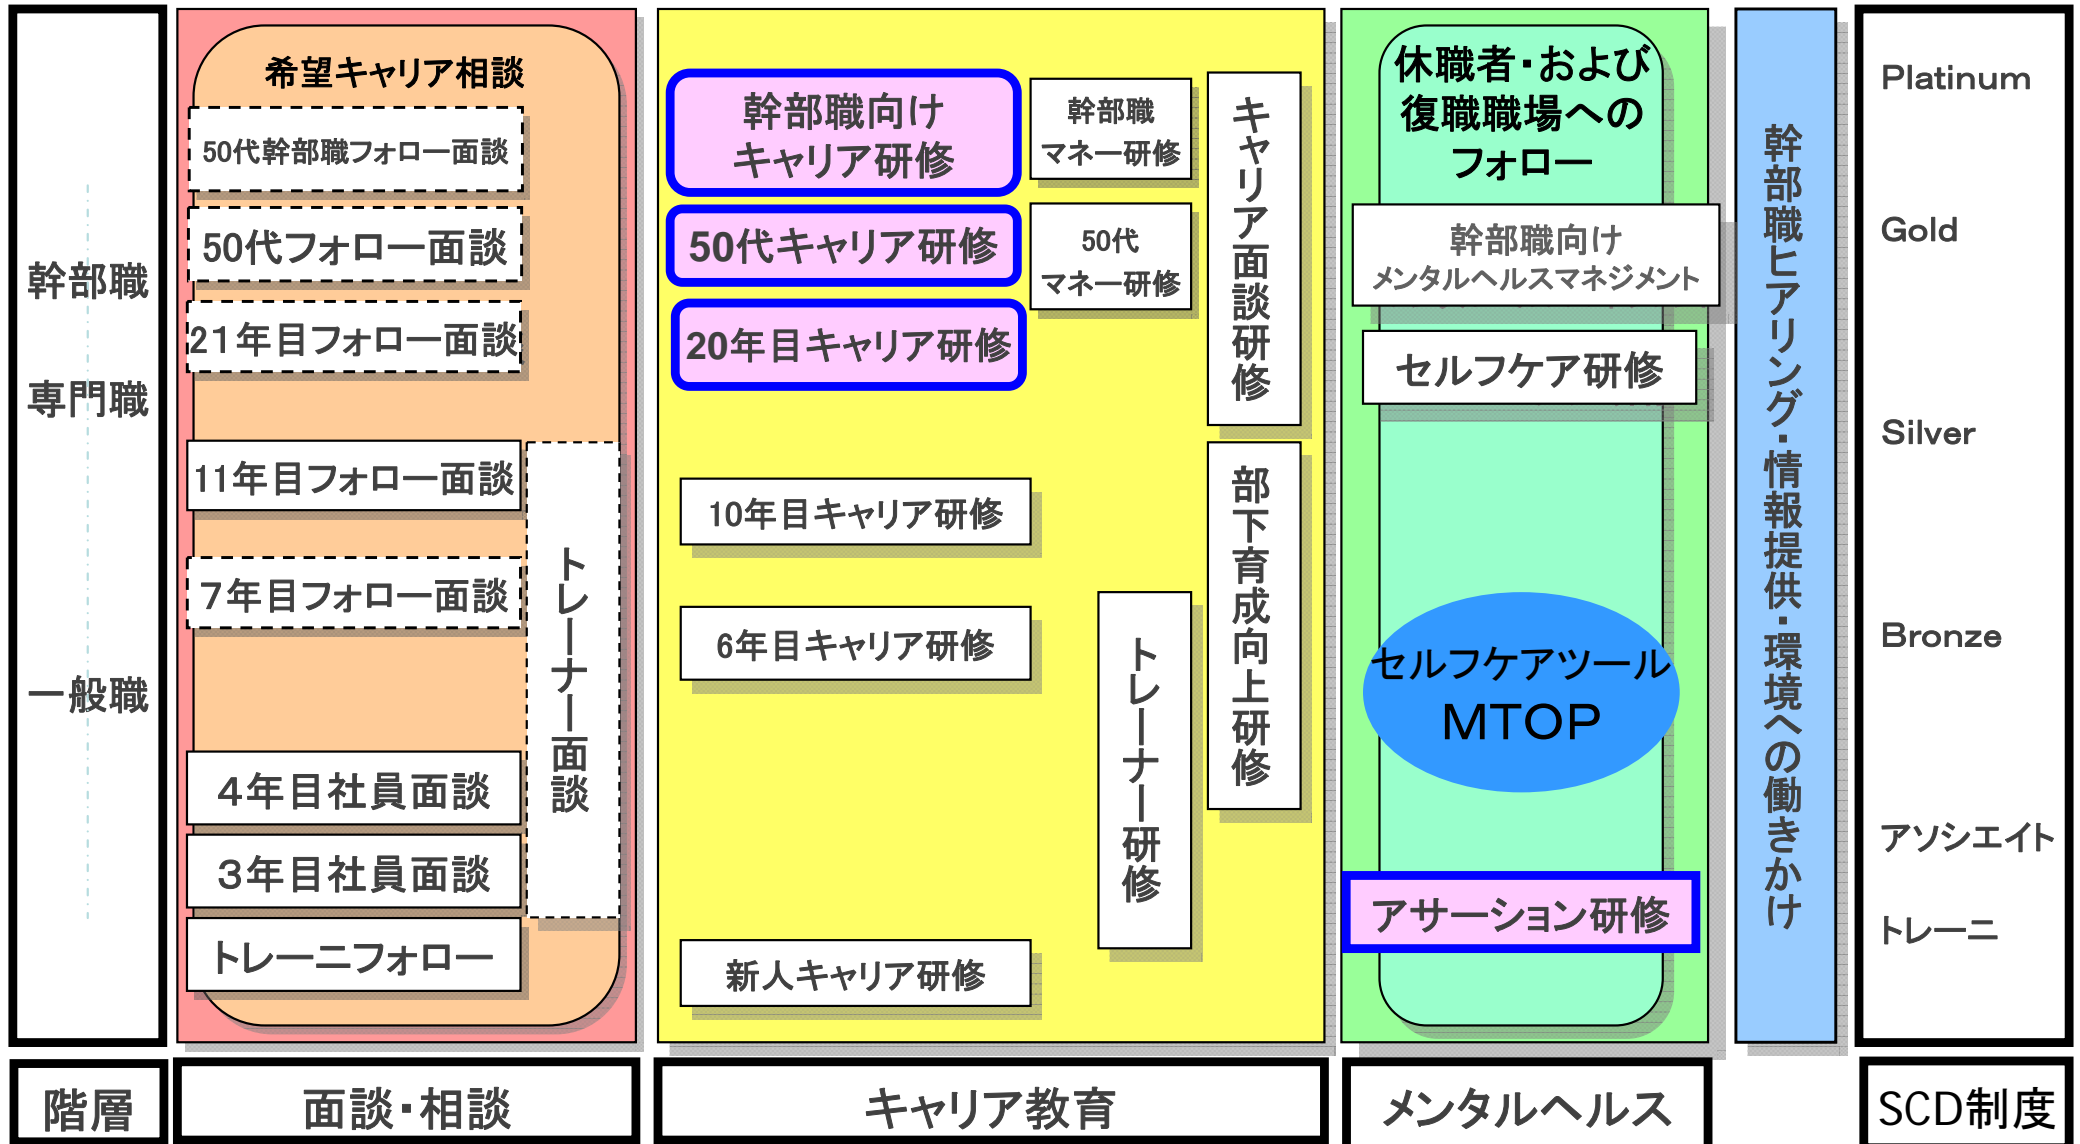 幹部職
専門職
一般職
階層
希望キャリア相談
50代幹部職フォロー面談
50代フォロー面談
21年目フォロー面談
11年目フォロー面談
7年目フォロー面談
4年目社員面談
3年目社員面談
トレーニフォロー
トレーナー面談
面談・相談
幹部職向け
キャリア研修
50代キャリア研修
20年目キャリア研修
10年目キャリア研修
6年目キャリア研修
新人キャリア研修
幹部職
マネー研修
50代
マネー研修
トレーナー研修
キャリア面談研修
部下育成向上研修
キャリア教育
休職者・および
復職職場への
フォロー
幹部職向け
メンタルヘルスマネジメント
セルフケア研修
セルフケアツール
MTOP
アサーション研修
メンタルヘルス
幹部職ヒアリング・情報提供・環境への働きかけ
Platinum
Gold
Silver
Bronze
アソシエイト
トレーニ
SCD制度